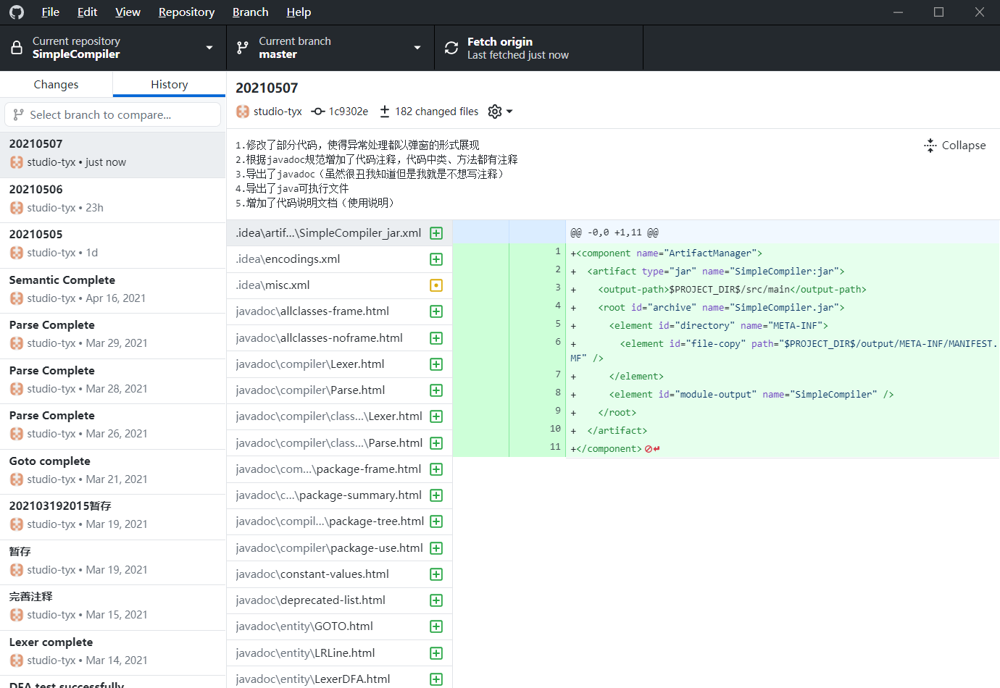 File Edit View Repository Branch Help
Current repository
SimpleCompiler
Current branch
master
Fetch origin
Last fetched just now
Changes
History
Select branch to compare...
20210507
studio-tyx • just now
20210506
studio-tyx • 23h
20210505
studio-tyx • 1d
Semantic Complete
studio-tyx • Apr 16, 2021
Parse Complete
studio-tyx • Mar 29, 2021
Parse Complete
studio-tyx • Mar 28, 2021
Parse Complete
studio-tyx • Mar 26, 2021
Goto complete
studio-tyx • Mar 21, 2021
202103192015暂存
studio-tyx • Mar 19, 2021
暂存
studio-tyx • Mar 19, 2021
完善注释
studio-tyx • Mar 15, 2021
Lexer complete
studio-tyx • Mar 14, 2021
DFA test successfully
20210507
studio-tyx 1c9302e 182 changed files
1.修改了部分代码，使得异常处理都以弹窗的形式展现
2.根据javadoc规范增加了代码注释，代码中类、方法都有注释
3.导出了javadoc（虽然很丑我知道但是我就是不想写注释）
4.导出了java可执行文件
5.增加了代码说明文档（使用说明）
Collapse
.idea\artif...\SimpleCompiler_jar.xml
.idea\encodings.xml
.idea\misc.xml
javadoc\allclasses-frame.html
javadoc\allclasses-noframe.html
javadoc\compiler\Lexer.html
javadoc\compiler\Parse.html
javadoc\compiler\class...\Lexer.html
javadoc\compiler\class...\Parse.html
javadoc\com...\package-frame.html
javadoc\c...\package-summary.html
javadoc\compil...\package-tree.html
javadoc\compiler\package-use.html
javadoc\constant-values.html
javadoc\deprecated-list.html
javadoc\entity\GOTO.html
javadoc\entity\LRLine.html
javadoc\entity\LexerDFA.html
@@ -0,0 +1,11 @@
1 +<component name="ArtifactManager">
2 +  <artifact type="jar" name="SimpleCompiler:jar">
3 +    <output-path>$PROJECT_DIR$/src/main</output-path>
4 +    <root id="archive" name="SimpleCompiler.jar">
5 +      <element id="directory" name="META-INF">
6 +        <element id="file-copy" path="$PROJECT_DIR$/output/META-INF/MANIFEST.
MF" />
7 +      </element>
8 +      <element id="module-output" name="SimpleCompiler" />
9 +    </root>
10 +  </artifact>
11 +</component>